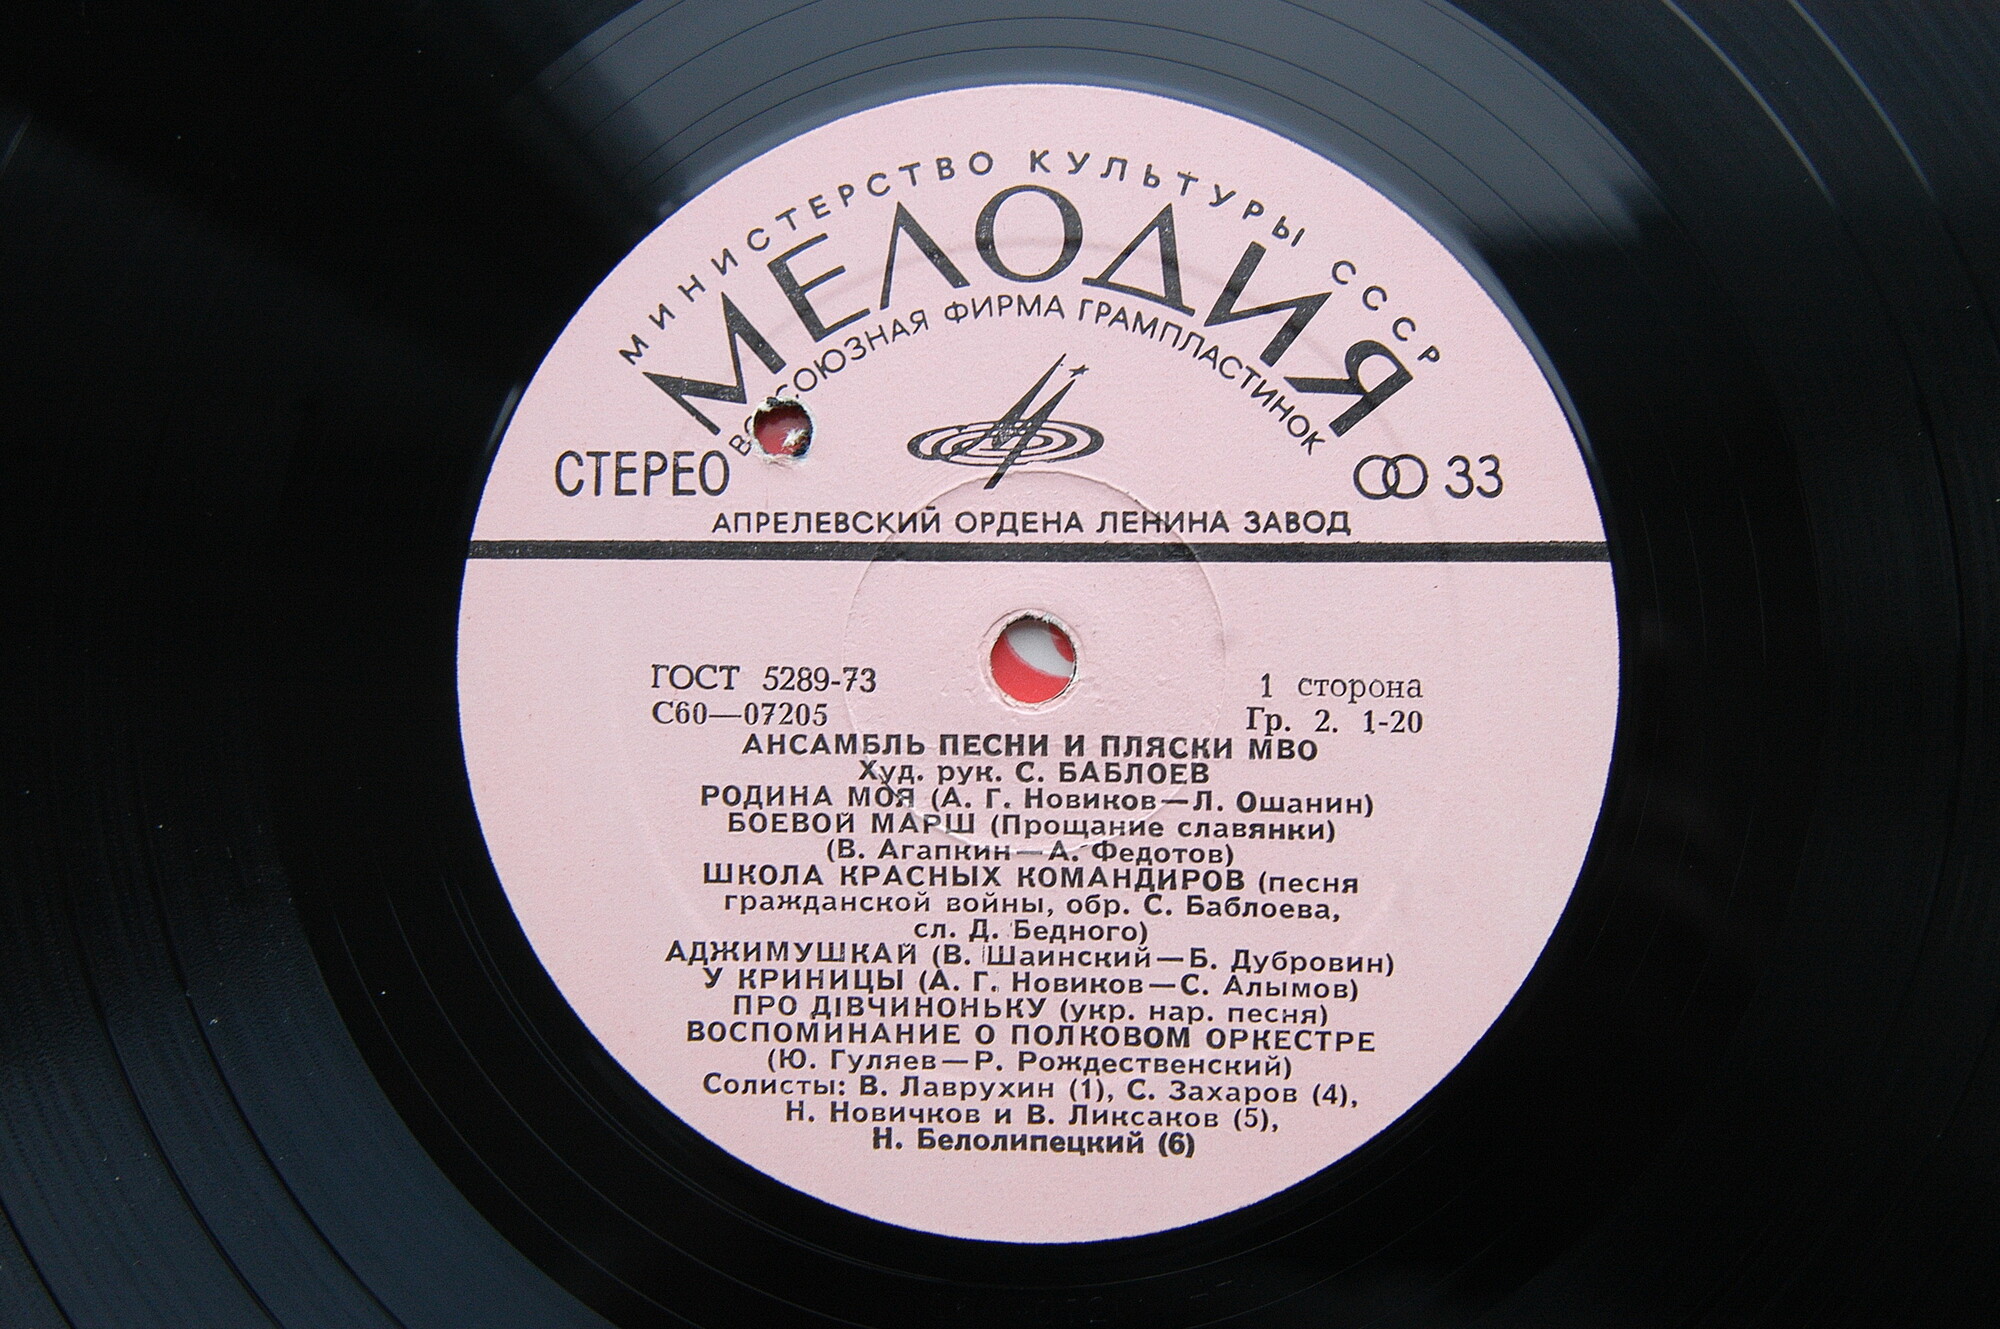 МИНИСТЕРСТВО КУЛЬТУРЫ СССР
МЕЛОДИЯ
ФИРМА ГРАМПЛАСТИНОК
СТЕРЕО
33
АПРЕЛЕВСКИЙ ОРДЕНА ЛЕНИНА ЗАВОД
ГОСТ 5289-73
1 сторона
С60—07205
Гр. 2. 1-20
АНСАМБЛЬ ПЕСНИ И ПЛЯСКИ МВО
Худ. рук. С. БАБЛОЕВ
РОДИНА МОЯ (А. Г. Новиков—Л. Ошанин)
БОЕВОЙ МАРШ (Прощание славянки)
(В. Агапкин—А. Федотов)
ШКОЛА КРАСНЫХ КОМАНДИРОВ (песня
гражданской войны, обр. С. Баблоева,
сл. Д. Бедного)
АДЖИМУШКАЙ (В. Шаинский—Б. Дубровин)
У КРИНИЦЫ (А. Г. Новиков—С. Алымов)
ПРО ДІВЧИНОНЬКУ (укр. нар. песня)
ВОСПОМИНАНИЕ О ПОЛКОВОМ ОРКЕСТРЕ
(Ю. Гуляев—Р. Рождественский)
Солисты: В. Лаврухин (1), С. Захаров (4),
Н. Новичков и В. Ликсаков (5),
Н. Белолипецкий (6)